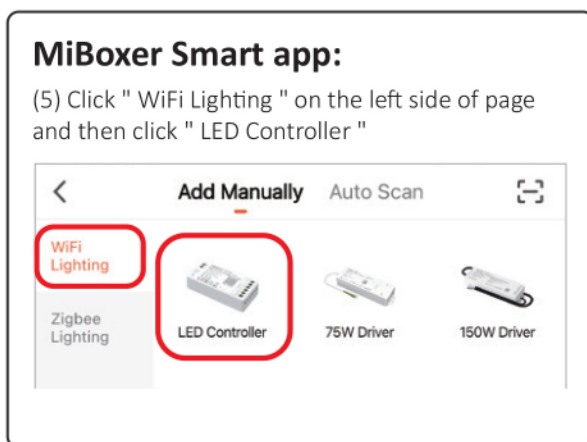 MiBoxer Smart app:
(5) Click " WiFi Lighting " on the left side of page
and then click " LED Controller "
Add Manually Auto Scan
WiFi
Lighting
LED Controller 75W Driver 150W Driver
Zigbee
Lighting